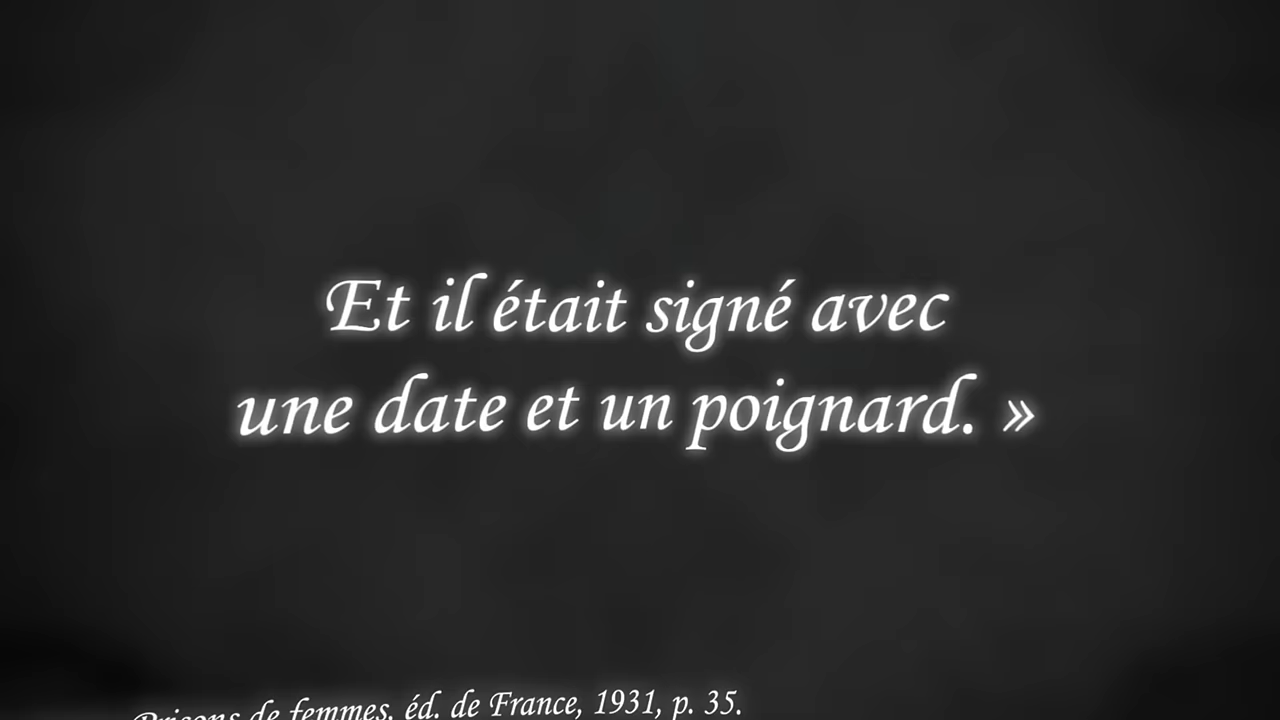 Et il était signé avec
une date et un poignard. »
Prisons de femmes, éd. de France, 1931, p. 35.